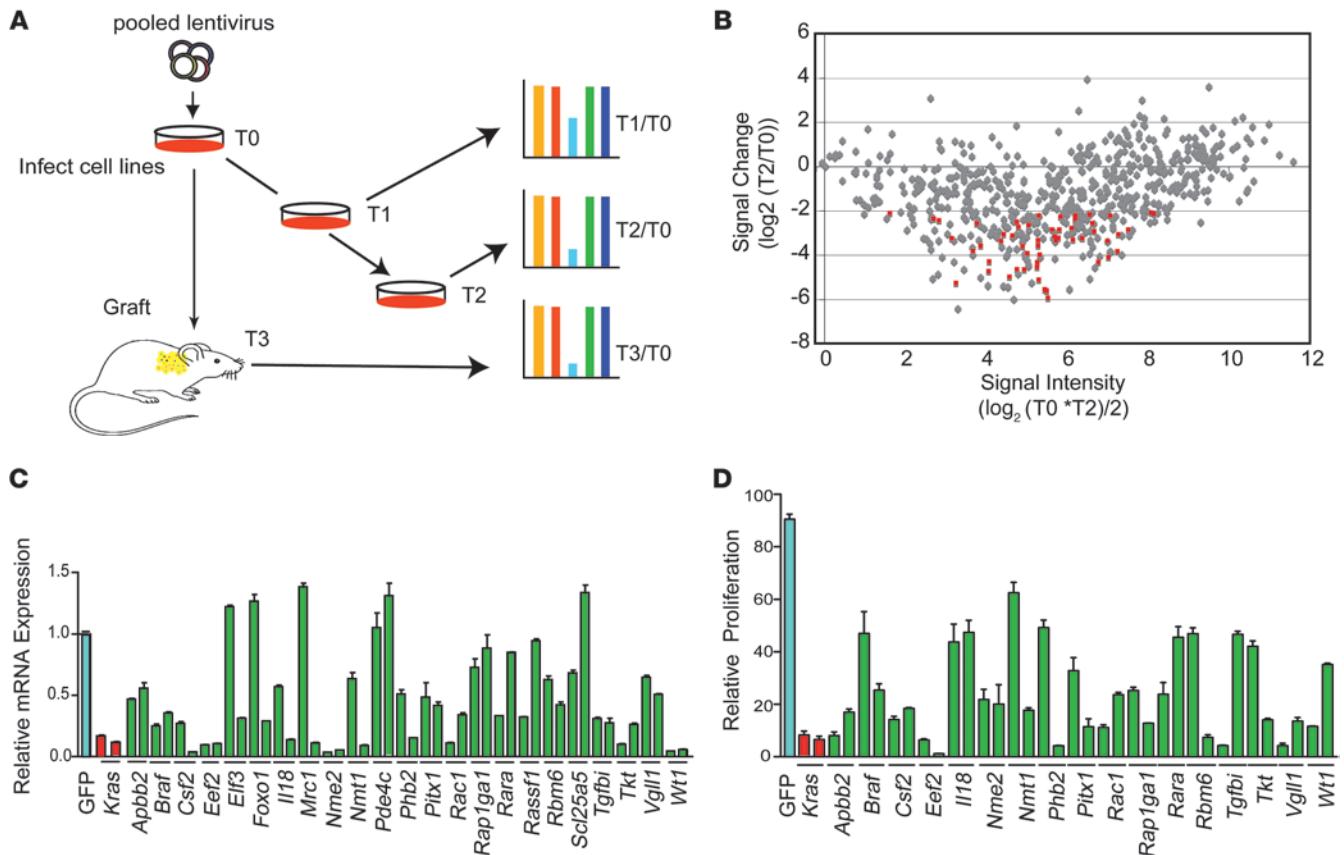 A
pooled lentivirus
T0
Infect cell lines
T1
T2
Graft
T3
T1/T0
T2/T0
T3/T0
B
Signal Change
(log2 (T2/T0))
6
4
2
0
-2
-4
-6
-8
0 2 4 6 8 10 12
Signal Intensity
(log2 (T0 *T2)/2)
C
Relative mRNA Expression
1.5
1.0
0.5
0.0
GFP
Kras
Apbb2
Braf
Csf2
Eef2
Elf3
Foxo1
Il18
Mrc1
Nme2
Nmt1
Pde4c
Phb2
Pitx1
Rac1
Rap1ga1
Rara
Rassf1
Rbm6
Scl25a5
Tgfbi
Tkt
Vgll1
Wt1
D
Relative Proliferation
100
80
60
40
20
0
GFP
Kras
Apbb2
Braf
Csf2
Eef2
Il18
Nme2
Nmt1
Phb2
Pitx1
Rac1
Rap1ga1
Rara
Rbm6
Tgfbi
Tkt
Vgll1
Wt1